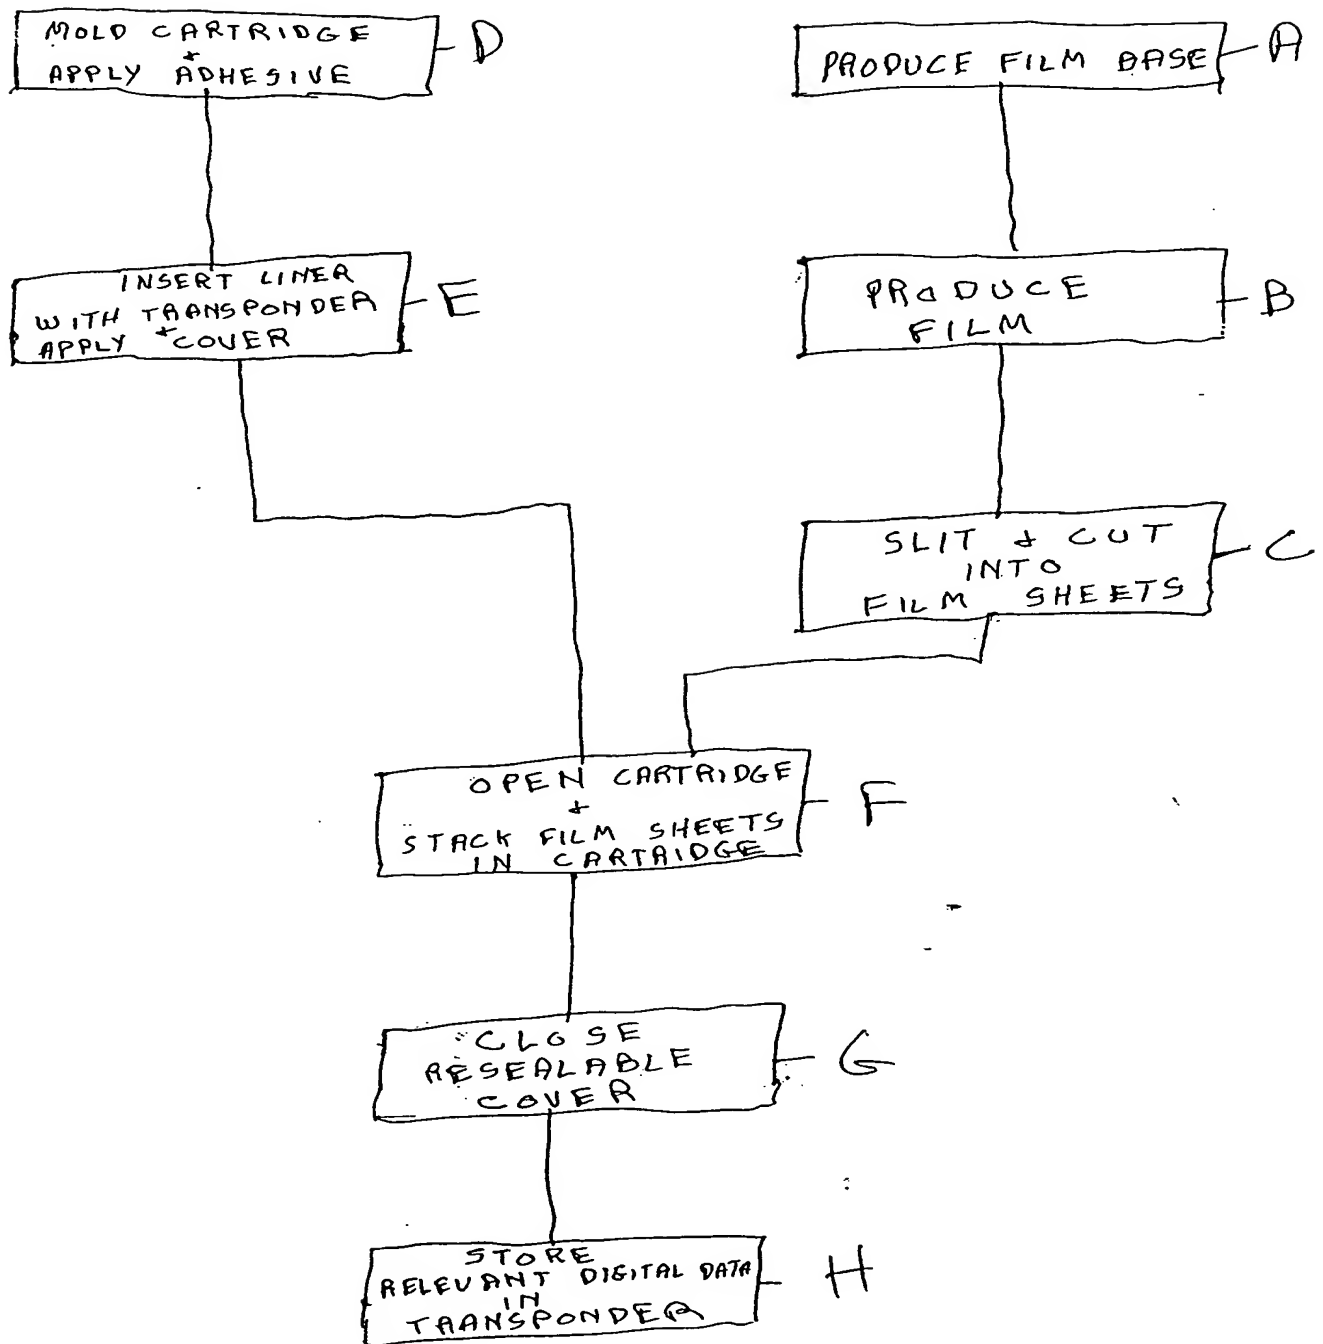 MOLD CARTRIDGE
+
APPLY ADHESIVE
D
PRODUCE FILM BASE
A
INSERT LINER
WITH TRANSPONDER
+
APPLY COVER
E
PRODUCE
FILM
B
SLIT & CUT
INTO
FILM SHEETS
C
OPEN CARTRIDGE
+
STACK FILM SHEETS
IN CARTRIDGE
F
CLOSE
RESEALABLE
COVER
G
STORE
RELEVANT DIGITAL DATA
IN
TRANSPONDER
H